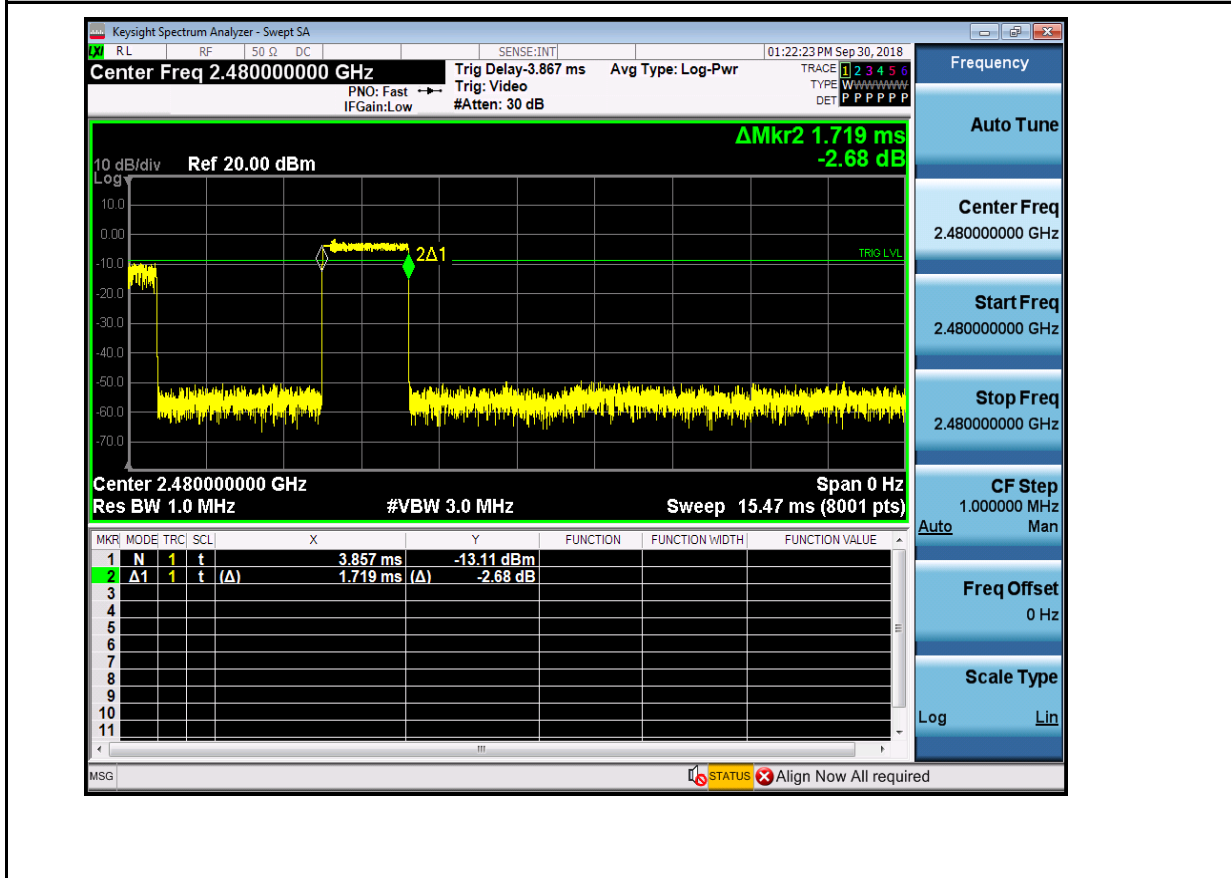 Keysight Spectrum Analyzer - Swept SA
LXI RL RF 50 Ω DC SENSE:INT 01:22:23 PM Sep 30, 2018
Center Freq 2.480000000 GHz
PNO: Fast
IFGain:Low
Trig Delay-3.867 ms
Trig: Video
#Atten: 30 dB
Avg Type: Log-Pwr
TRACE 1 2 3 4 5 6
TYPE WWWWWW
DET P P P P P P
ΔMkr2 1.719 ms
-2.68 dB
10 dB/div Ref 20.00 dBm
Log
10.0
0.00
-10.0
-20.0
-30.0
-40.0
-50.0
-60.0
-70.0
2Δ1
TRIG LVL
Center 2.480000000 GHz Span 0 Hz
Res BW 1.0 MHz #VBW 3.0 MHz Sweep 15.47 ms (8001 pts)
MKR MODE TRC SCL X Y FUNCTION FUNCTION WIDTH FUNCTION VALUE
1 N 1 t 3.857 ms -13.11 dBm
2 Δ1 1 t (Δ) 1.719 ms (Δ) -2.68 dB
3
4
5
6
7
8
9
10
11
MSG STATUS Align Now All required
Frequency
Auto Tune
Center Freq
2.480000000 GHz
Start Freq
2.480000000 GHz
Stop Freq
2.480000000 GHz
CF Step
1.000000 MHz
Auto Man
Freq Offset
0 Hz
Scale Type
Log Lin